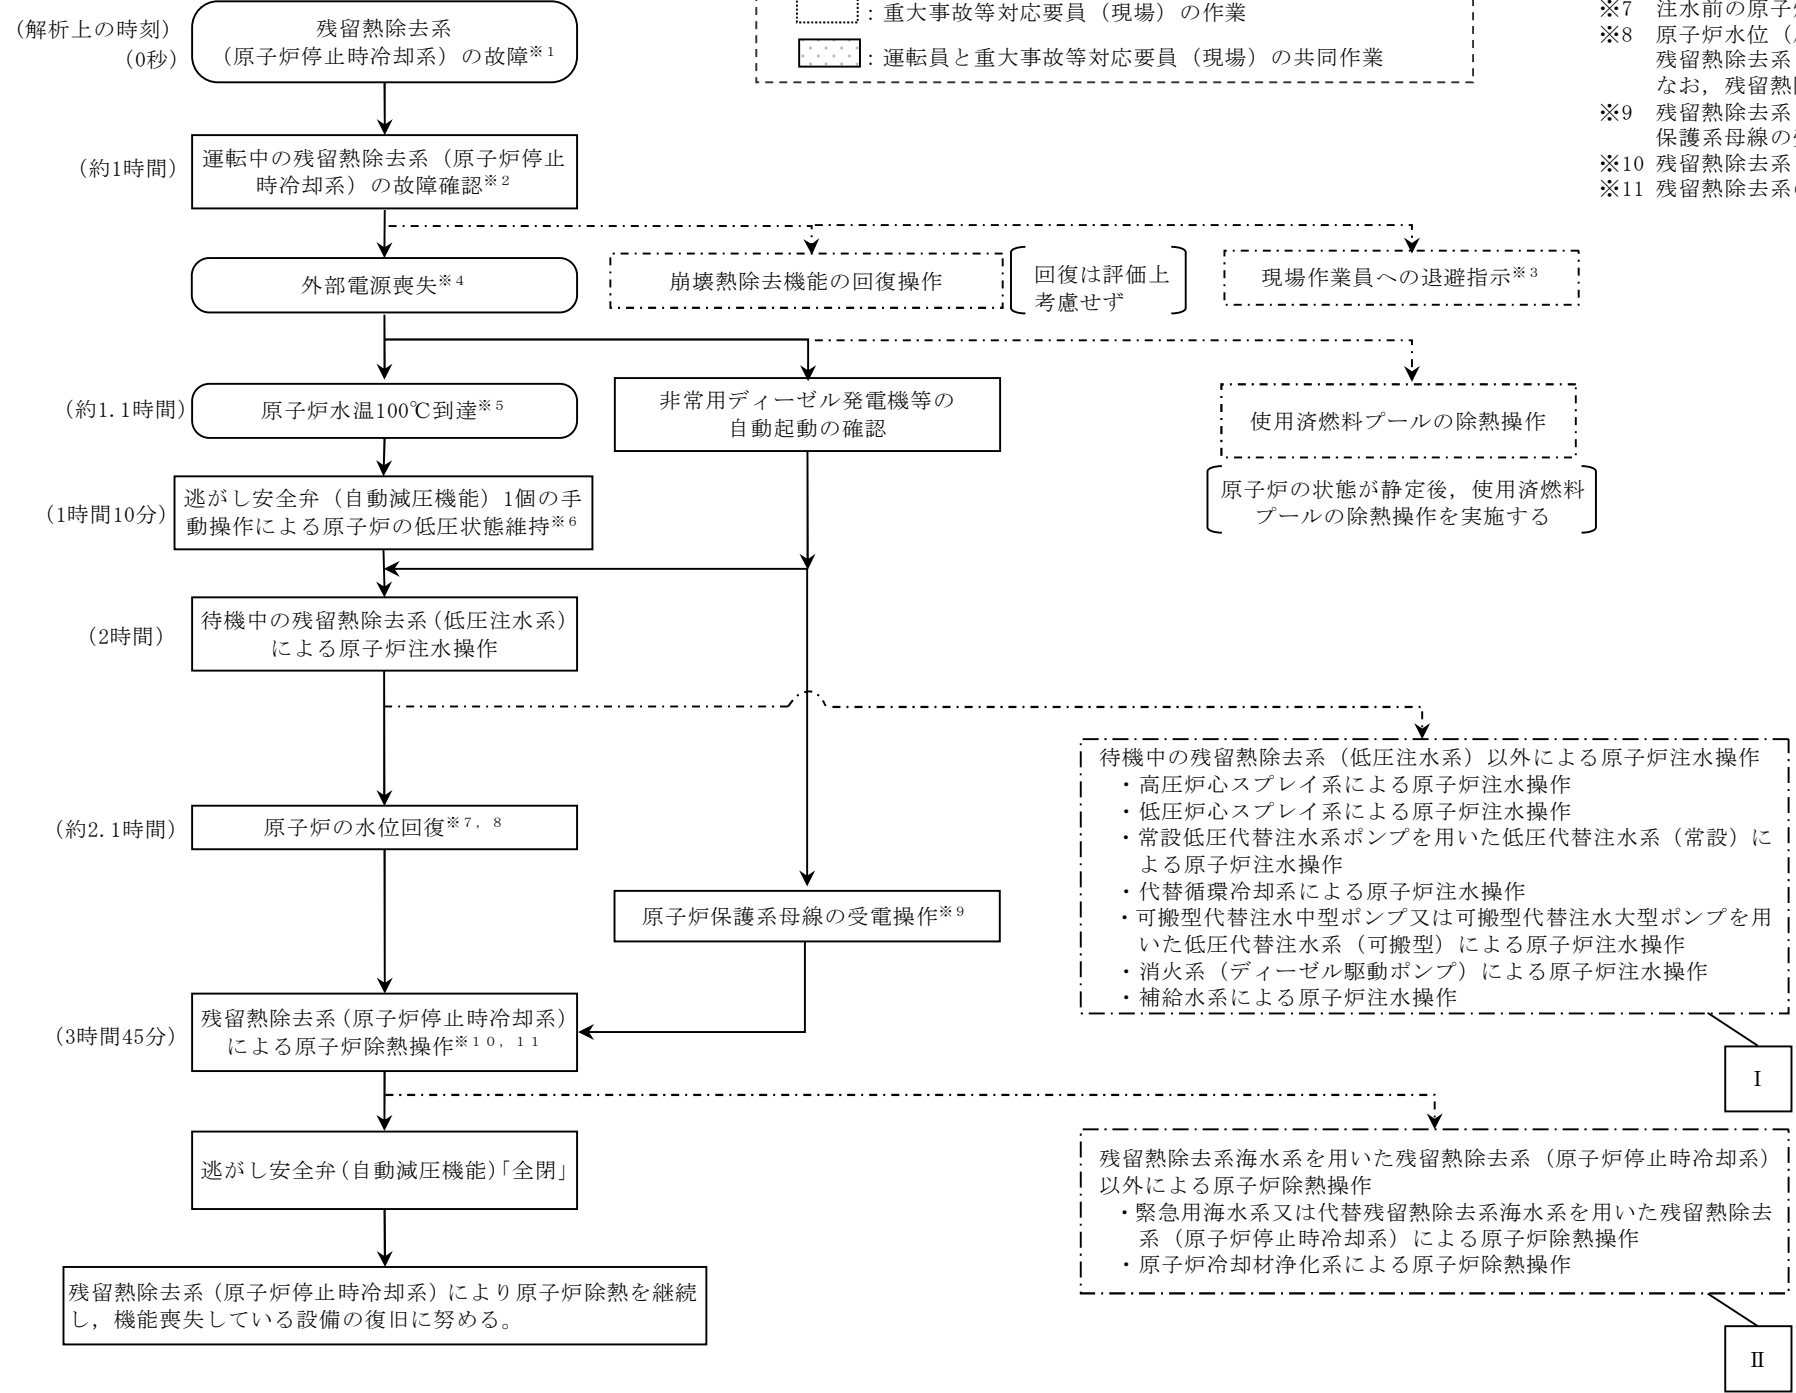 (解析上の時刻)
(0秒)
残留熱除去系
(原子炉停止時冷却系)の故障※1
:重大事故等対応要員(現場)の作業
:運転員と重大事故等対応要員(現場)の共同作業
※7 注水前の原子
※8 原子炉水位(
残留熱除去系
なお,残留熱
※9 残留熱除去系
保護系母線の
※10 残留熱除去系
※11 残留熱除去系
(約1時間)
運転中の残留熱除去系(原子炉停止
時冷却系)の故障確認※2
外部電源喪失※4
崩壊熱除去機能の回復操作
回復は評価上
考慮せず
現場作業員への退避指示※3
(約1.1時間)
原子炉水温100℃到達※5
非常用ディーゼル発電機等の
自動起動の確認
使用済燃料プールの除熱操作
原子炉の状態が静定後,使用済燃料
プールの除熱操作を実施する
(1時間10分)
逃がし安全弁(自動減圧機能)1個の手
動操作による原子炉の低圧状態維持※6
(2時間)
待機中の残留熱除去系(低圧注水系)
による原子炉注水操作
待機中の残留熱除去系(低圧注水系)以外による原子炉注水操作
・高圧炉心スプレイ系による原子炉注水操作
・低圧炉心スプレイ系による原子炉注水操作
・常設低圧代替注水系ポンプを用いた低圧代替注水系(常設)に
よる原子炉注水操作
・代替循環冷却系による原子炉注水操作
・可搬型代替注水中型ポンプ又は可搬型代替注水大型ポンプを用
いた低圧代替注水系(可搬型)による原子炉注水操作
・消火系(ディーゼル駆動ポンプ)による原子炉注水操作
・補給水系による原子炉注水操作
Ⅰ
(約2.1時間)
原子炉の水位回復※7,8
原子炉保護系母線の受電操作※9
(3時間45分)
残留熱除去系(原子炉停止時冷却系)
による原子炉除熱操作※10,11
逃がし安全弁(自動減圧機能)「全閉」
残留熱除去系海水系を用いた残留熱除去系(原子炉停止時冷却系)
以外による原子炉除熱操作
・緊急用海水系又は代替残留熱除去系海水系を用いた残留熱除去
系(原子炉停止時冷却系)による原子炉除熱操作
・原子炉冷却材浄化系による原子炉除熱操作
Ⅱ
残留熱除去系(原子炉停止時冷却系)により原子炉除熱を継続
し,機能喪失している設備の復旧に努める。